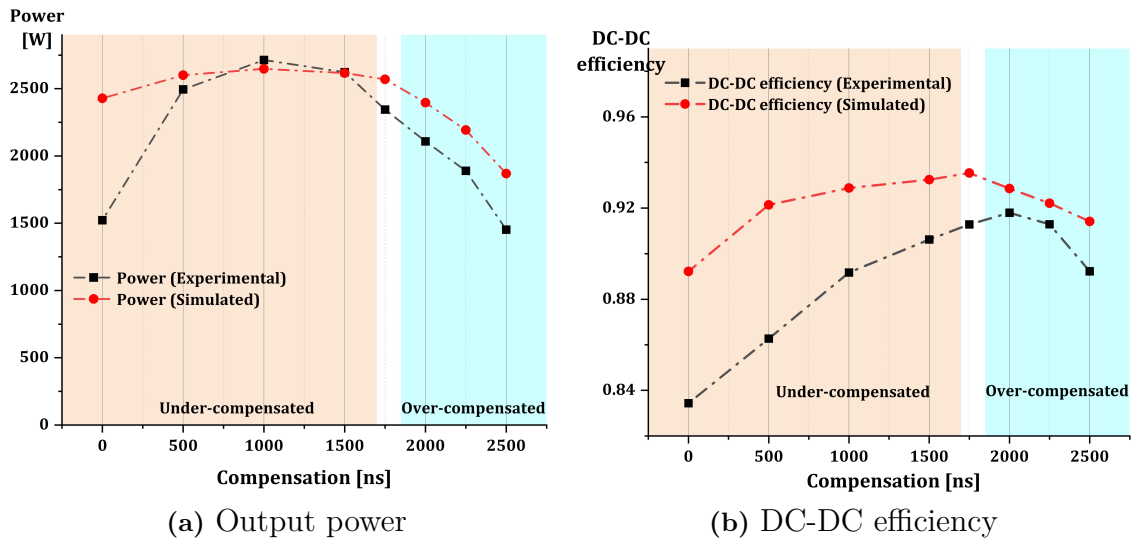 Power
[W]
2500
2000
1500
1000
500
0
Power (Experimental)
Power (Simulated)
Under-compensated
Over-compensated
0 500 1000 1500 2000 2500
Compensation [ns]
(a) Output power
DC-DC
efficiency
DC-DC efficiency (Experimental)
DC-DC efficiency (Simulated)
0.96
0.92
0.88
0.84
Under-compensated
Over-compensated
0 500 1000 1500 2000 2500
Compensation [ns]
(b) DC-DC efficiency